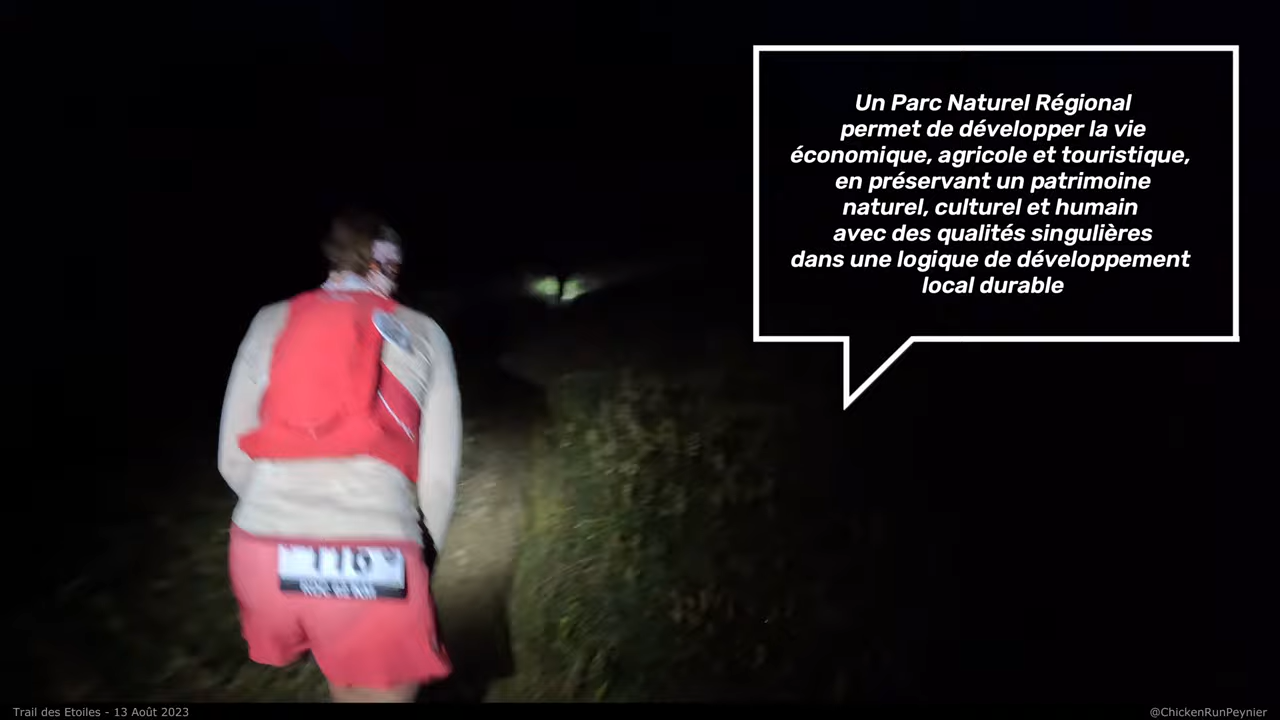 Un Parc Naturel Régional
permet de développer la vie
économique, agricole et touristique,
en préservant un patrimoine
naturel, culturel et humain
avec des qualités singulières
dans une logique de développement
local durable
Trail des Etoiles - 13 Août 2023
@ChickenRunPeynier